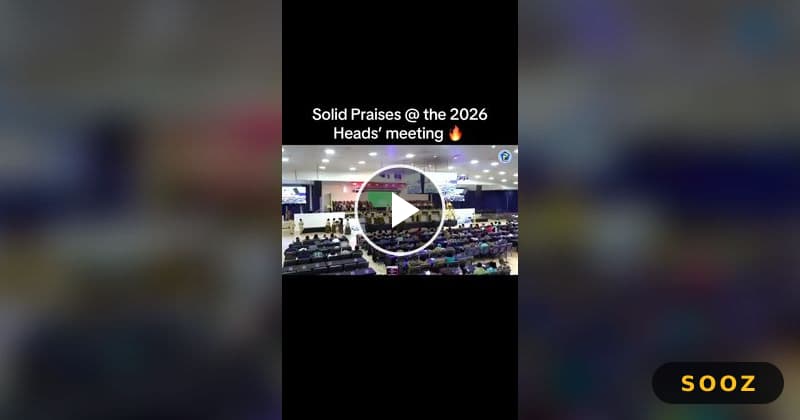 Solid Praises @ the 2026
Heads’ meeting 🔥
SOOZ